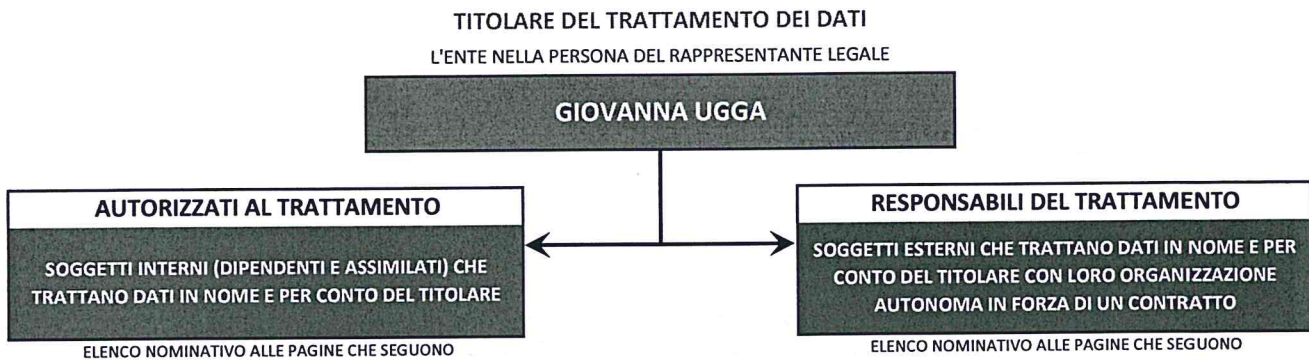 TITOLARE DEL TRATTAMENTO DEI DATI
L'ENTE NELLA PERSONA DEL RAPPRESENTANTE LEGALE
GIOVANNA UGGA
AUTORIZZATI AL TRATTAMENTO
SOGGETTI INTERNI (DIPENDENTI E ASSIMILATI) CHE
TRATTANO DATI IN NOME E PER CONTO DEL TITOLARE
ELENCO NOMINATIVO ALLE PAGINE CHE SEGUONO
RESPONSABILI DEL TRATTAMENTO
SOGGETTI ESTERNI CHE TRATTANO DATI IN NOME E PER
CONTO DEL TITOLARE CON LORO ORGANIZZAZIONE
AUTONOMA IN FORZA DI UN CONTRATTO
ELENCO NOMINATIVO ALLE PAGINE CHE SEGUONO